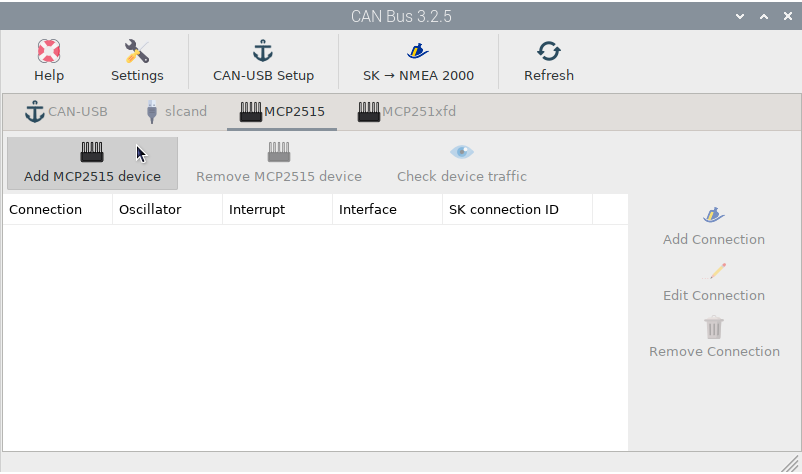 CAN Bus 3.2.5
Help Settings CAN-USB Setup SK → NMEA 2000 Refresh
CAN-USB slcand MCP2515 MCP251xfd
Add MCP2515 device Remove MCP2515 device Check device traffic
Connection Oscillator Interrupt Interface SK connection ID
Add Connection
Edit Connection
Remove Connection